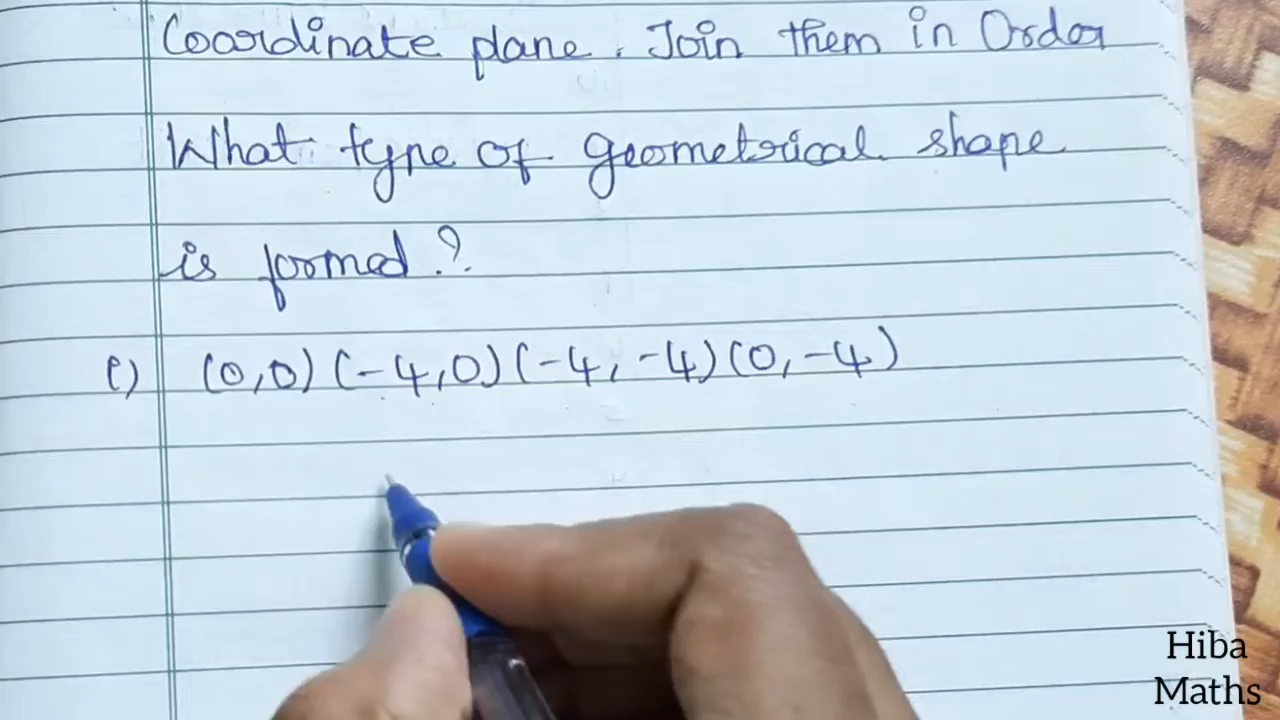 Coordinate plane. Join them in Order
What type of geometrical shape
is formed?
i) (0,0) (-4,0) (-4, -4) (0, -4)
Hiba
Maths